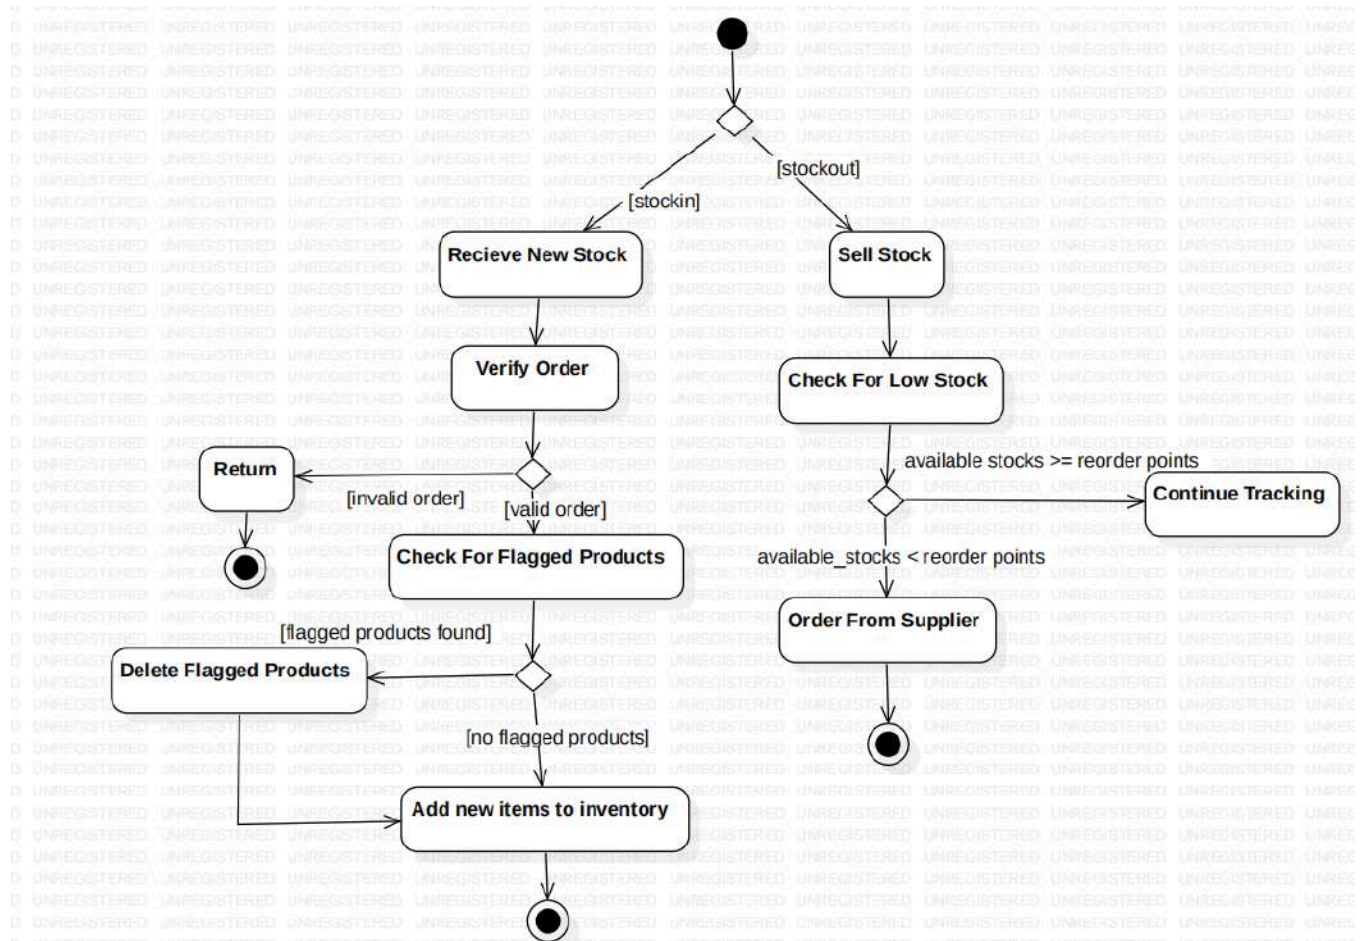 [stockout]
[stockin]
Recieve New Stock
Sell Stock
Verify Order
Check For Low Stock
Return
[invalid order]
[valid order]
available stocks >= reorder points
Continue Tracking
Check For Flagged Products
available_stocks < reorder points
Order From Supplier
[flagged products found]
Delete Flagged Products
[no flagged products]
Add new items to inventory
UNREGISTERED